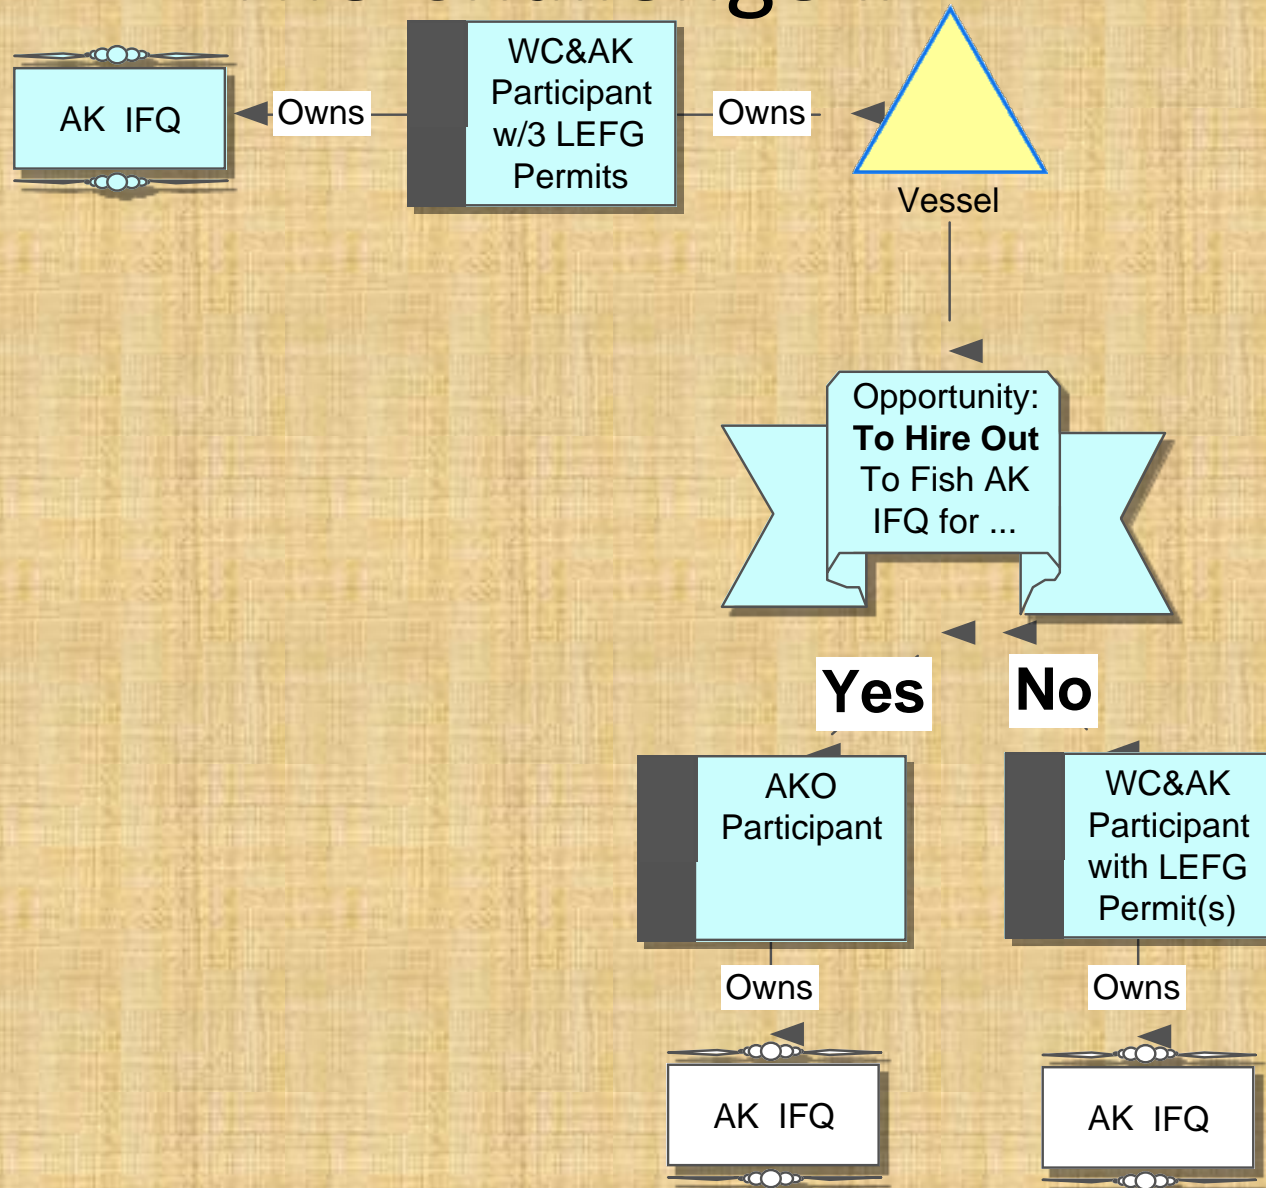 AK IFQ
Owns
WC&AK
Participant
w/3 LEFG
Permits
Owns
Vessel
Opportunity:
To Hire Out
To Fish AK
IFQ for ...
Yes
No
AKO
Participant
WC&AK
Participant
with LEFG
Permit(s)
Owns
Owns
AK IFQ
AK IFQ